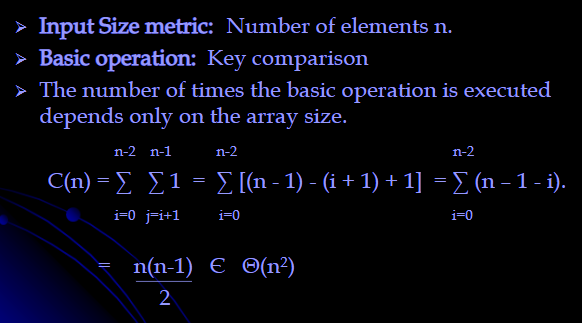 ➢ Input Size metric: Number of elements n.
➢ Basic operation: Key comparison
➢ The number of times the basic operation is executed
depends only on the array size.
n-2 n-1 n-2 n-2
C(n) = ∑ ∑ 1 = ∑ [(n - 1) - (i + 1) + 1] = ∑ (n – 1 - i).
i=0 j=i+1 i=0 i=0
= n(n-1) Є Θ(n²)
2